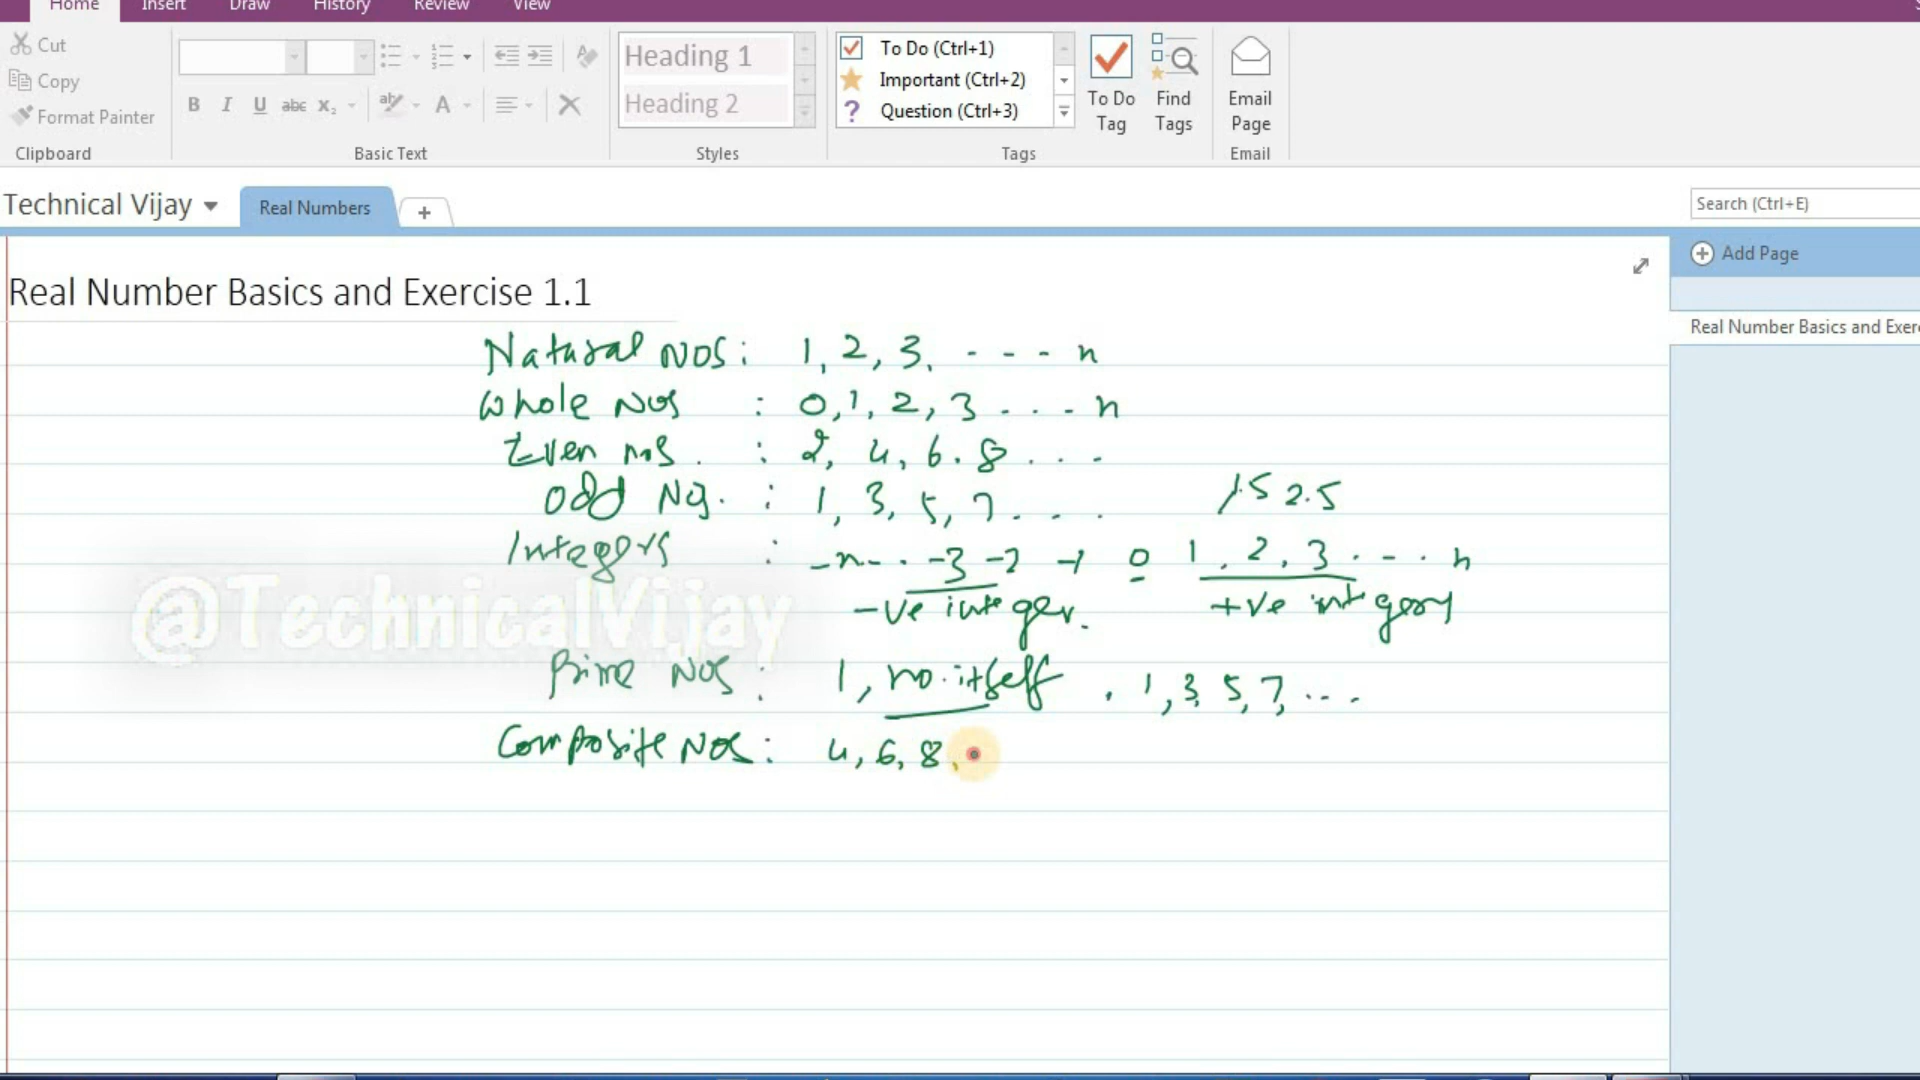 Home Insert Draw History Review View
Cut
Copy
Format Painter
Clipboard
B I U abc X₂ ab A
Basic Text
Heading 1
Heading 2
Styles
To Do (Ctrl+1)
Important (Ctrl+2)
Question (Ctrl+3)
To Do Tag
Find Tags
Tags
Email Page
Email
Technical Vijay
Real Numbers
+
Search (Ctrl+E)
Add Page
Real Number Basics and Exer
Real Number Basics and Exercise 1.1
Natural Nos: 1, 2, 3, - - - n
Whole Nos : 0, 1, 2, 3 . . . n
Even nos. : 2, 4, 6. 8 . . .
Odd No. : 1, 3, 5, 7 . . .
1.5 2.5
Integers : -n-. . -3 -2 -1 0 1, 2, 3 . - . n
-ve integer. +ve integers
@TechnicalVijay
Prime Nos: 1, no. itself . 1, 3, 5, 7, ...
Composite Nos: 4, 6, 8,